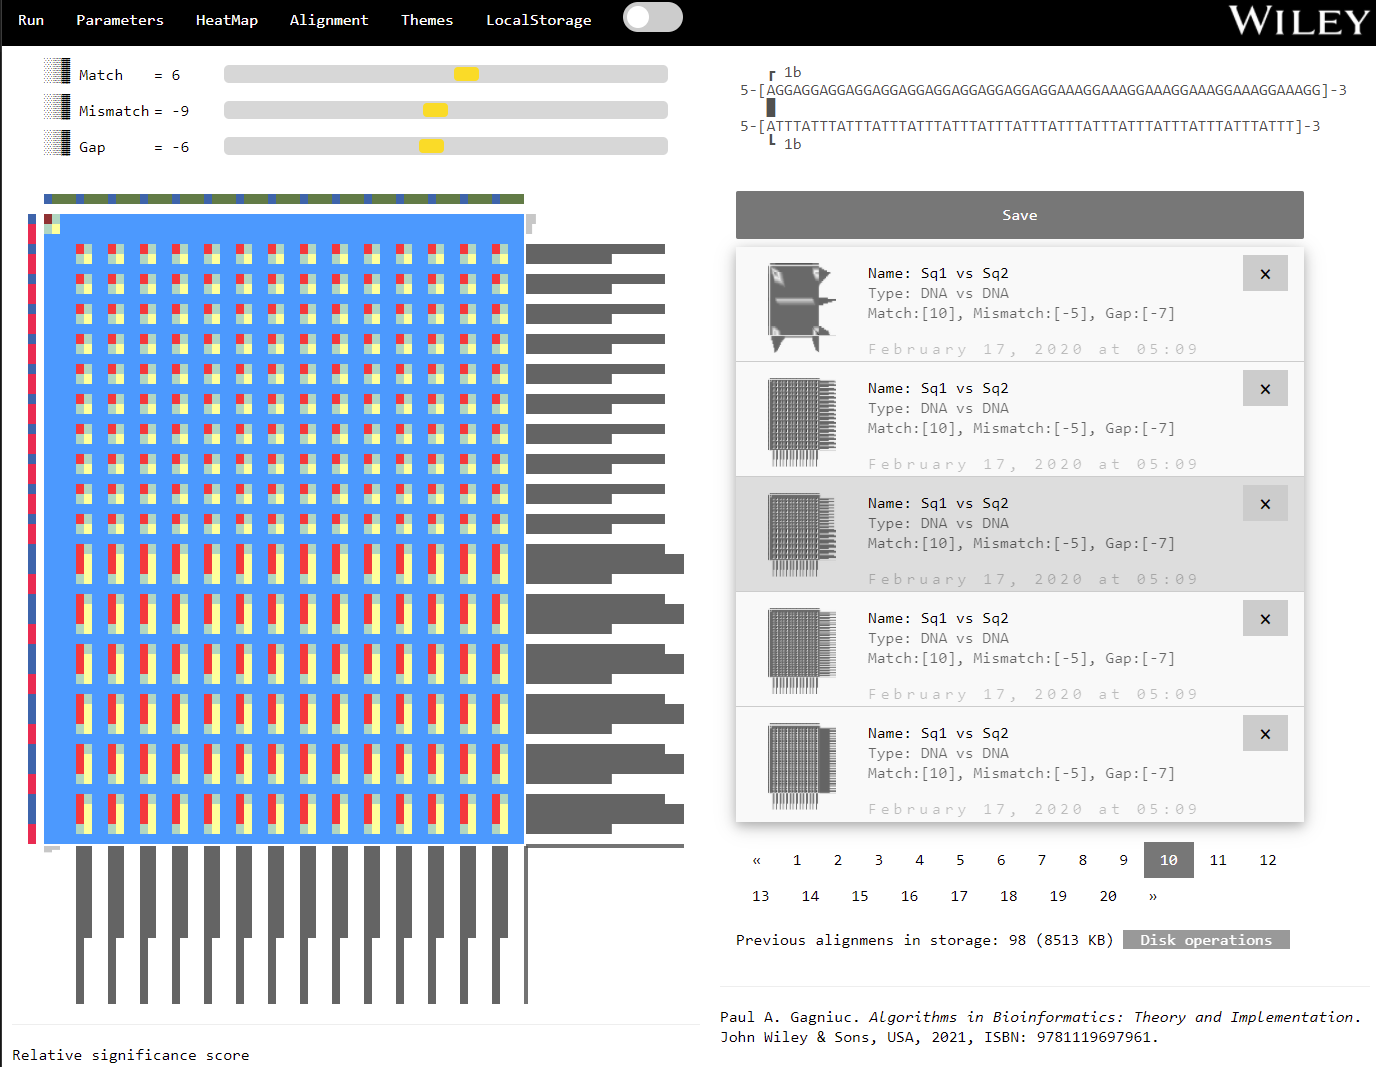 Run Parameters HeatMap Alignment Themes LocalStorage
WILEY
Match = 6
Mismatch = -9
Gap = -6
┏ 1b
5-[AGGAGGAGGAGGAGGAGGAGGAGGAGGAGGAGGAAAGGAAAGGAAAGGAAAGGAAAGGAAAGG]-3
5-[ATTTATTTATTTATTTATTTATTTATTTATTTATTTATTTATTTATTTATTTATTTATTT]-3
┗ 1b
Save
Name: Sq1 vs Sq2 ×
Type: DNA vs DNA
Match:[10], Mismatch:[-5], Gap:[-7]
February 17, 2020 at 05:09
Name: Sq1 vs Sq2 ×
Type: DNA vs DNA
Match:[10], Mismatch:[-5], Gap:[-7]
February 17, 2020 at 05:09
Name: Sq1 vs Sq2 ×
Type: DNA vs DNA
Match:[10], Mismatch:[-5], Gap:[-7]
February 17, 2020 at 05:09
Name: Sq1 vs Sq2 ×
Type: DNA vs DNA
Match:[10], Mismatch:[-5], Gap:[-7]
February 17, 2020 at 05:09
Name: Sq1 vs Sq2 ×
Type: DNA vs DNA
Match:[10], Mismatch:[-5], Gap:[-7]
February 17, 2020 at 05:09
« 1 2 3 4 5 6 7 8 9 10 11 12
13 14 15 16 17 18 19 20 »
Previous alignmens in storage: 98 (8513 KB) Disk operations
Paul A. Gagniuc. Algorithms in Bioinformatics: Theory and Implementation.
John Wiley & Sons, USA, 2021, ISBN: 9781119697961.
Relative significance score